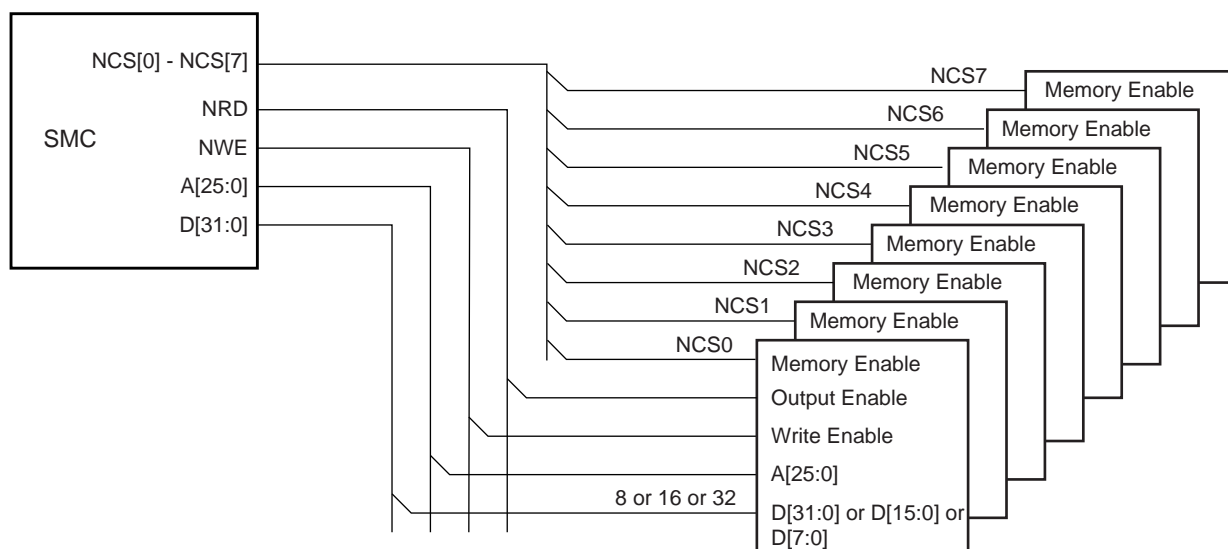 NCS[0] - NCS[7]
NRD
SMC
NWE
A[25:0]
D[31:0]
NCS7
Memory Enable
NCS6
Memory Enable
NCS5
Memory Enable
NCS4
Memory Enable
NCS3
Memory Enable
NCS2
Memory Enable
NCS1
Memory Enable
NCS0
Memory Enable
Output Enable
Write Enable
A[25:0]
8 or 16 or 32
D[31:0] or D[15:0] or
D[7:0]